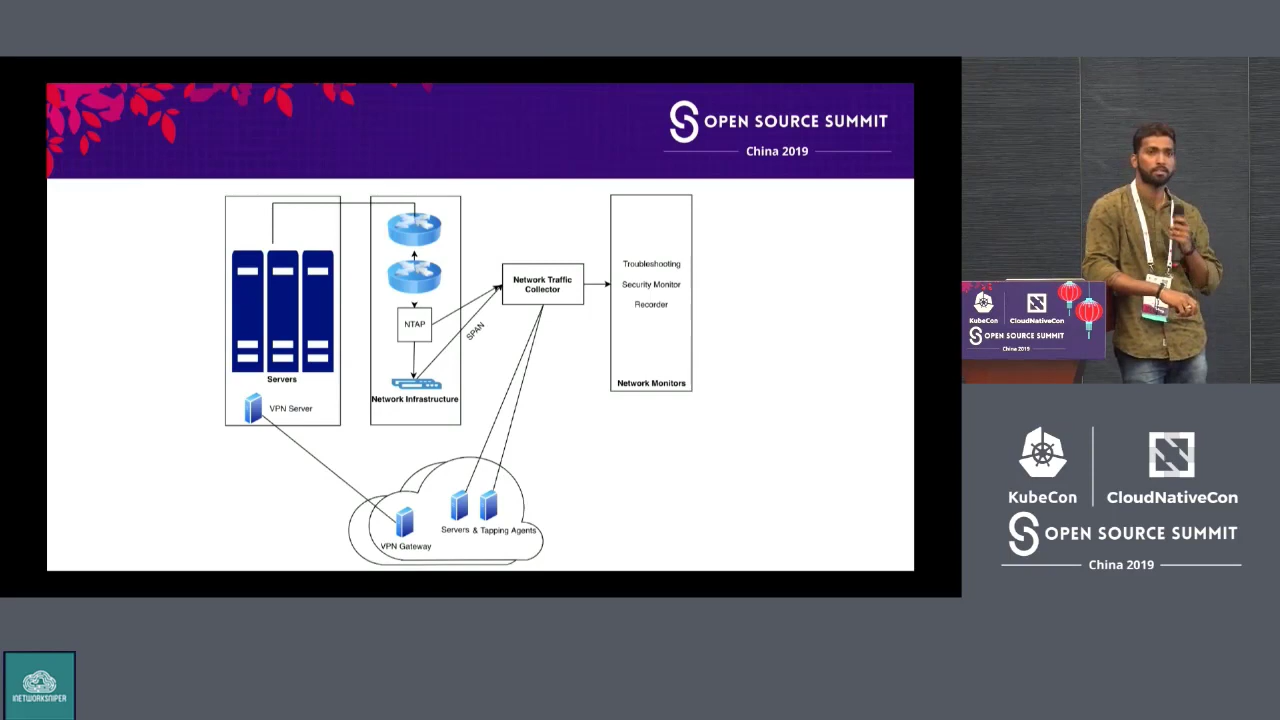 OPEN SOURCE SUMMIT
China 2019
Network Traffic
Collector
Troubleshooting
Security Monitor
Recorder
NTAP
SPAN
Servers
Network Monitors
Network Infrastructure
VPN Server
Servers & Tapping Agents
VPN Gateway
KubeCon
CloudNativeCon
OPEN SOURCE SUMMIT
China 2019
KubeCon
CloudNativeCon
OPEN SOURCE SUMMIT
China 2019
INETWORKSNIPER